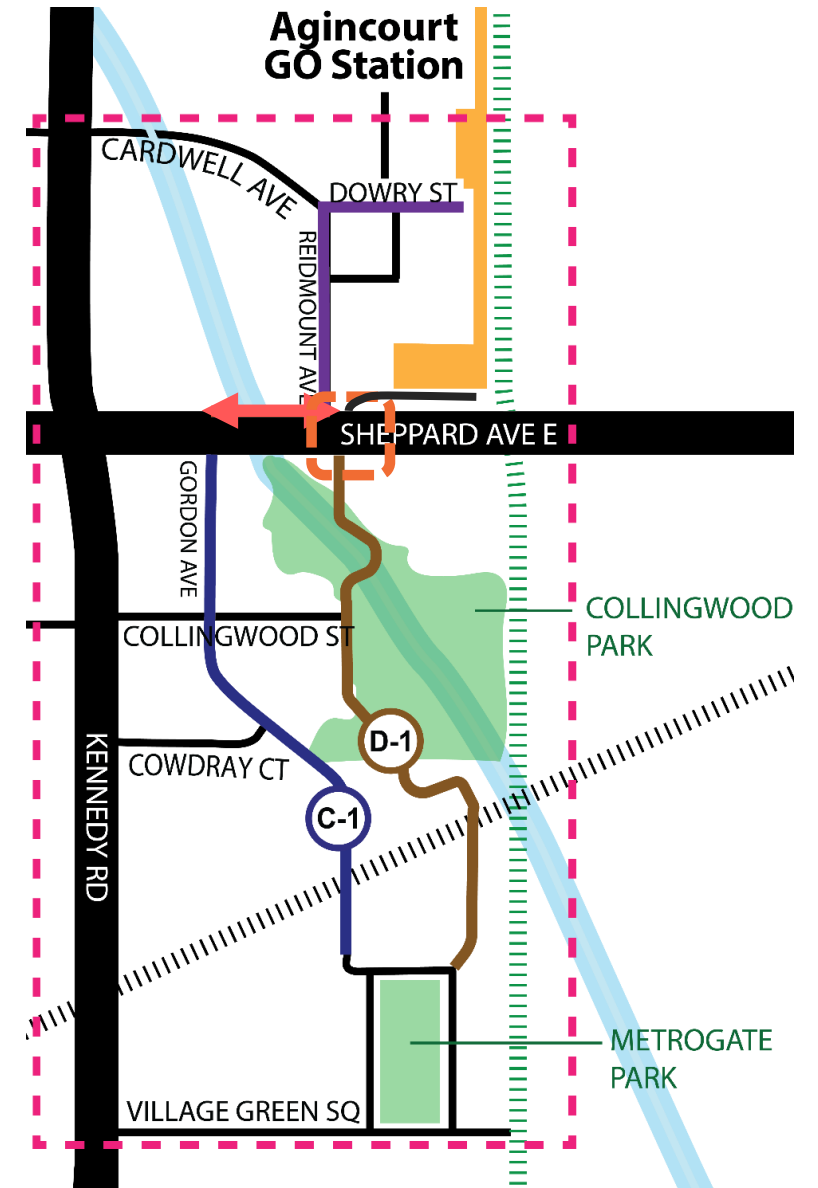 Agincourt
GO Station
CARDWELL AVE
DOWRY ST
REIDMOUNT AVE
SHEPPARD AVE E
GORDON AVE
COLLINGWOOD
PARK
COLLINGWOOD ST
D-1
COWDRAY CT
KENNEDY RD
C-1
METROGATE
PARK
VILLAGE GREEN SQ